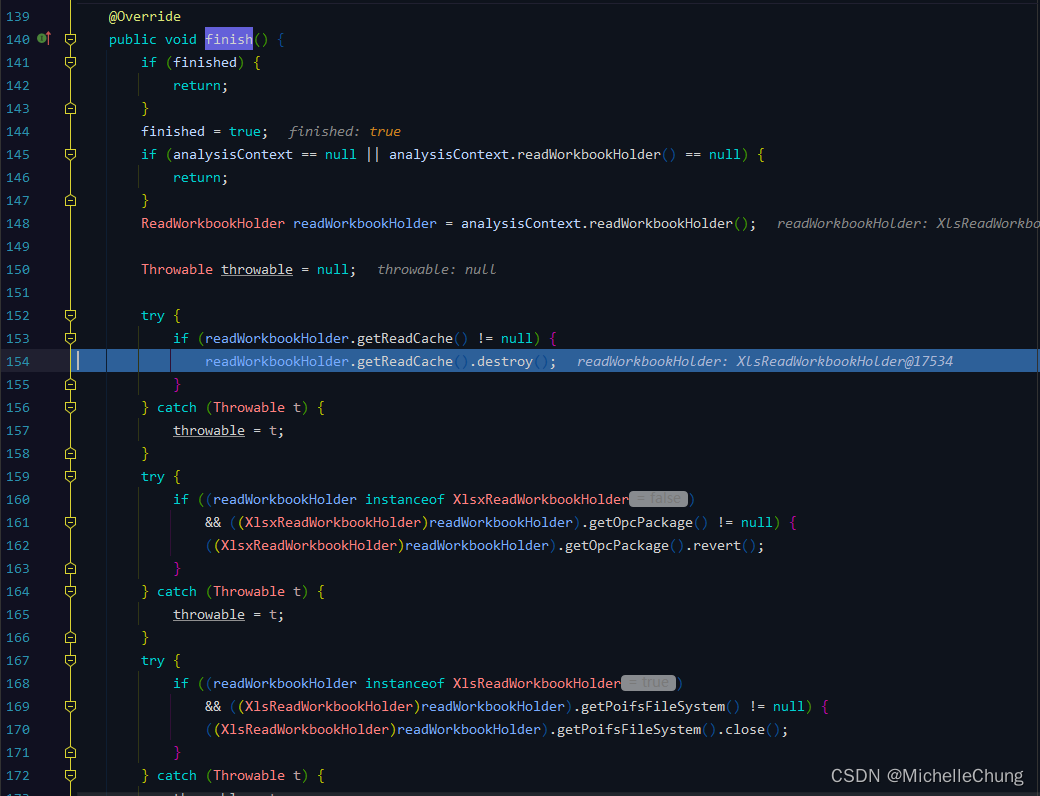 139 @Override
140 public void finish() {
141 if (finished) {
142 return;
143 }
144 finished = true; finished: true
145 if (analysisContext == null || analysisContext.readWorkbookHolder() == null) {
146 return;
147 }
148 ReadWorkbookHolder readWorkbookHolder = analysisContext.readWorkbookHolder(); readWorkbookHolder: XlsReadWorkbo
149
150 Throwable throwable = null; throwable: null
151
152 try {
153 if (readWorkbookHolder.getReadCache() != null) {
154 readWorkbookHolder.getReadCache().destroy(); readWorkbookHolder: XlsReadWorkbookHolder@17534
155 }
156 } catch (Throwable t) {
157 throwable = t;
158 }
159 try {
160 if ((readWorkbookHolder instanceof XlsxReadWorkbookHolder = false )
161 && ((XlsxReadWorkbookHolder)readWorkbookHolder).getOpcPackage() != null) {
162 ((XlsxReadWorkbookHolder)readWorkbookHolder).getOpcPackage().revert();
163 }
164 } catch (Throwable t) {
165 throwable = t;
166 }
167 try {
168 if ((readWorkbookHolder instanceof XlsReadWorkbookHolder = true )
169 && ((XlsReadWorkbookHolder)readWorkbookHolder).getPoifsFileSystem() != null) {
170 ((XlsReadWorkbookHolder)readWorkbookHolder).getPoifsFileSystem().close();
171 }
172 } catch (Throwable t) {
CSDN @MichelleChung